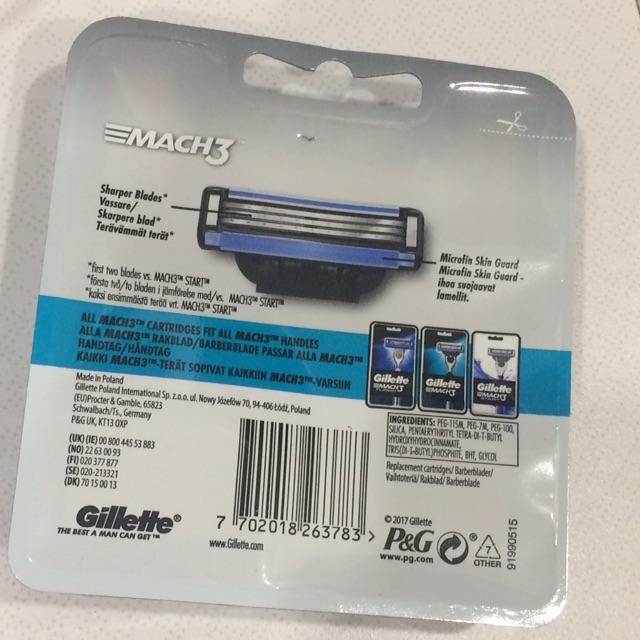 MACH3
Sharper Blades*
Vassare/
Skarpere blad*
Terävämmät terät*
Microfin Skin Guard
Microfin Skin Guard -
ihoa suojaavat
lamellit.
*first two blades vs. MACH3™ START™
*första två/to bladen i jämförelse med/vs. MACH3™ START™
*kaksi ensimmäistä terää vrt. MACH3™ START™
ALL MACH3™ CARTRIDGES FIT ALL MACH3™ HANDLES
ALLA MACH3™ RAKBLAD/BARBERBLADE PASSAR ALLA MACH3™
HANDTAG/HÅNDTAG
KAIKKI MACH3™-TERÄT SOPIVAT KAIKKIIN MACH3™-VARSIIN
Gillette
MACH3
Gillette
MACH3
Gillette
MACH3
Made in Poland
Gillette Poland International Sp. z.o.o. ul. Nowy Józefów 70, 94-406 Łódź, Poland
(EU)Procter & Gamble, 65823
Schwalbach/Ts., Germany
P&G UK, KT13 0XP
(UK) (IE) 00 800 445 53 883
(NO) 22 63 00 93
(FI) 020 377 877
(SE) 020-213321
(DK) 70 15 00 13
INGREDIENTS: PEG-115M, PEG-7M, PEG-100,
SILICA, PENTAERYTHRITYL TETRA-DI-T-BUTYL
HYDROXYHYDROCINNAMATE,
TRIS(DI-T-BUTYL)PHOSPHITE, BHT, GLYCOL
Replacement cartridges/ Barberblader/
Vaihtoteriä/ Rakblad/ Barberblade
Gillette®
THE BEST A MAN CAN GET™
7 702018 263783 >
www.Gillette.com
© 2017 Gillette
P&G
www.pg.com
7
OTHER
91990515